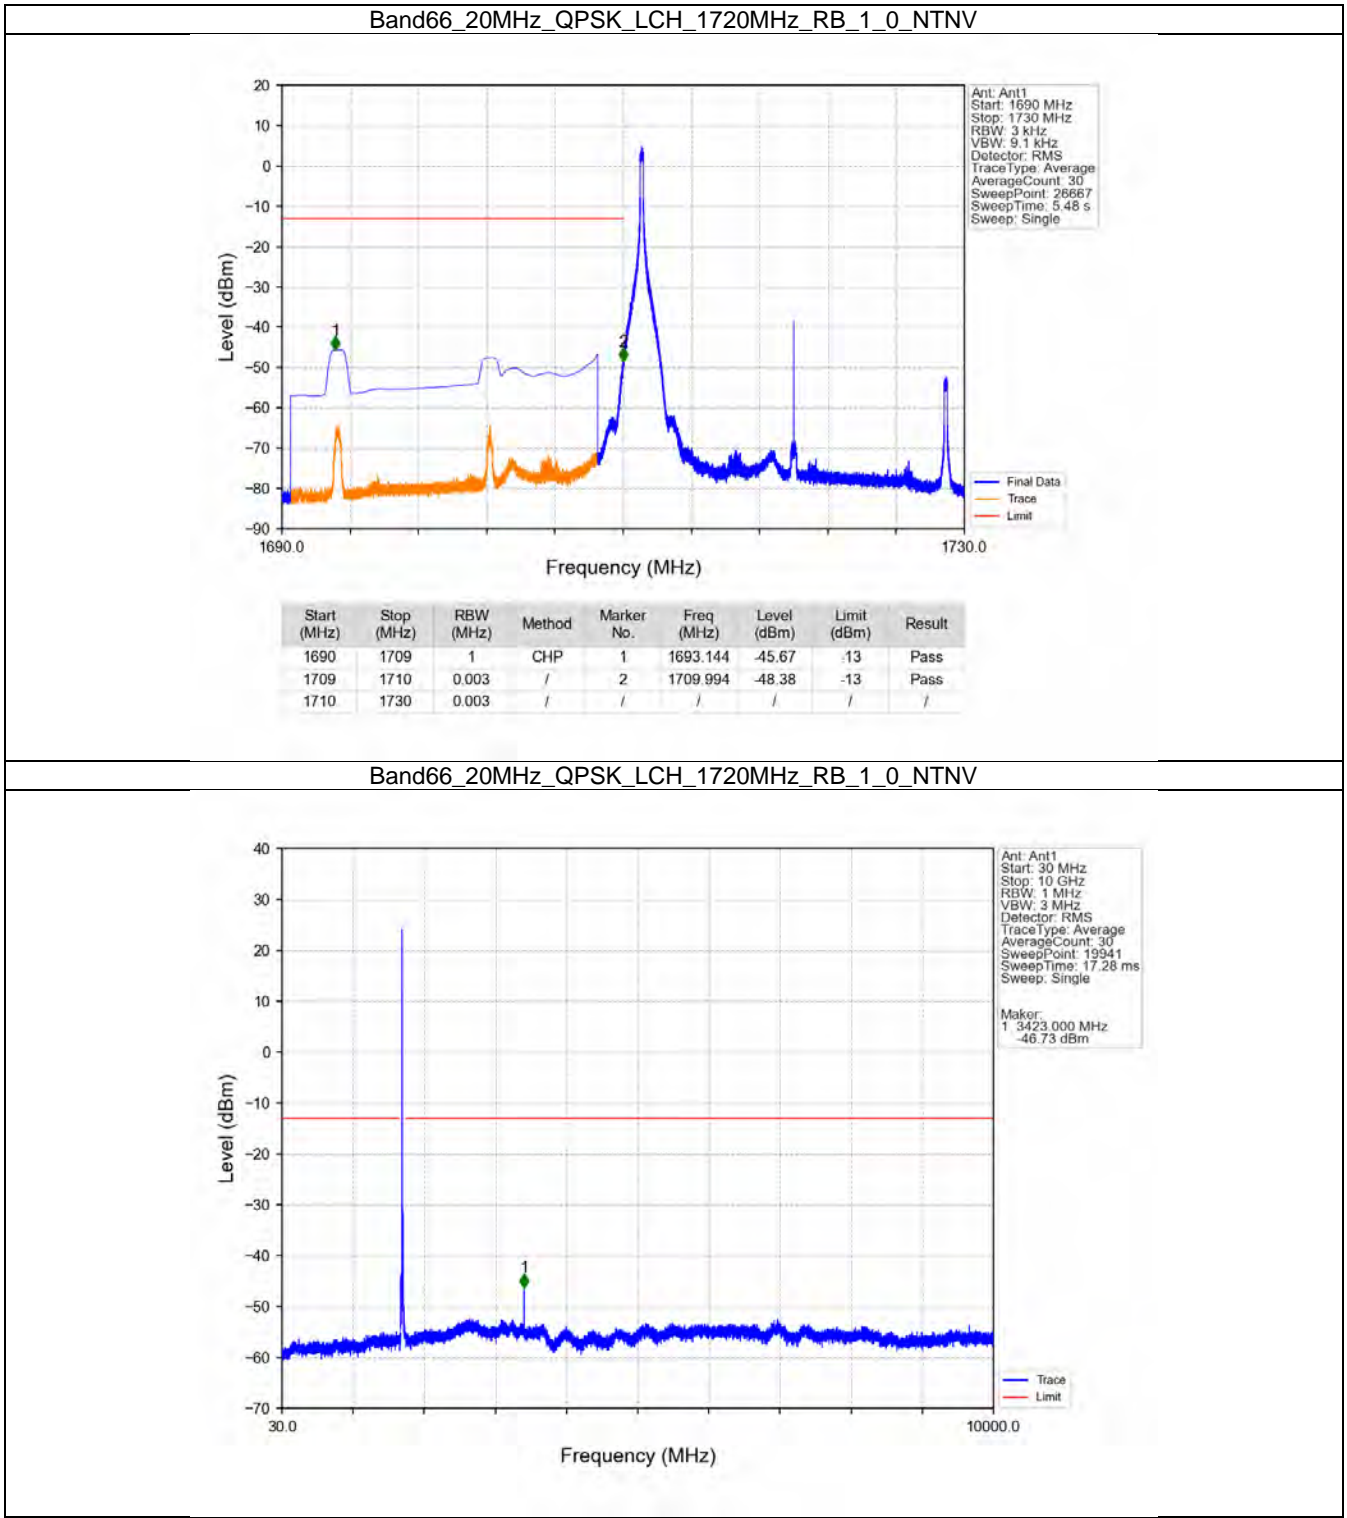 Band66_20MHz_QPSK_LCH_1720MHz_RB_1_0_NTNV
20
10
0
−10
−20
−30
−40
−50
−60
−70
−80
−90
Level (dBm)
1
2
1690.0
1730.0
Frequency (MHz)
Ant: Ant1
Start: 1690 MHz
Stop: 1730 MHz
RBW: 3 kHz
VBW: 9.1 kHz
Detector: RMS
TraceType: Average
AverageCount: 30
SweepPoint: 26667
SweepTime: 5.48 s
Sweep: Single
Final Data
Trace
Limit
Start (MHz) Stop (MHz) RBW (MHz) Method Marker No. Freq (MHz) Level (dBm) Limit (dBm) Result
1690 1709 1 CHP 1 1693.144 -45.67 -13 Pass
1709 1710 0.003 / 2 1709.994 -48.38 -13 Pass
1710 1730 0.003 / / / / / /
Band66_20MHz_QPSK_LCH_1720MHz_RB_1_0_NTNV
40
30
20
10
0
−10
−20
−30
−40
−50
−60
−70
Level (dBm)
1
30.0
10000.0
Frequency (MHz)
Ant: Ant1
Start: 30 MHz
Stop: 10 GHz
RBW: 1 MHz
VBW: 3 MHz
Detector: RMS
TraceType: Average
AverageCount: 30
SweepPoint: 19941
SweepTime: 17.28 ms
Sweep: Single
Maker:
1 3423.000 MHz
-46.73 dBm
Trace
Limit